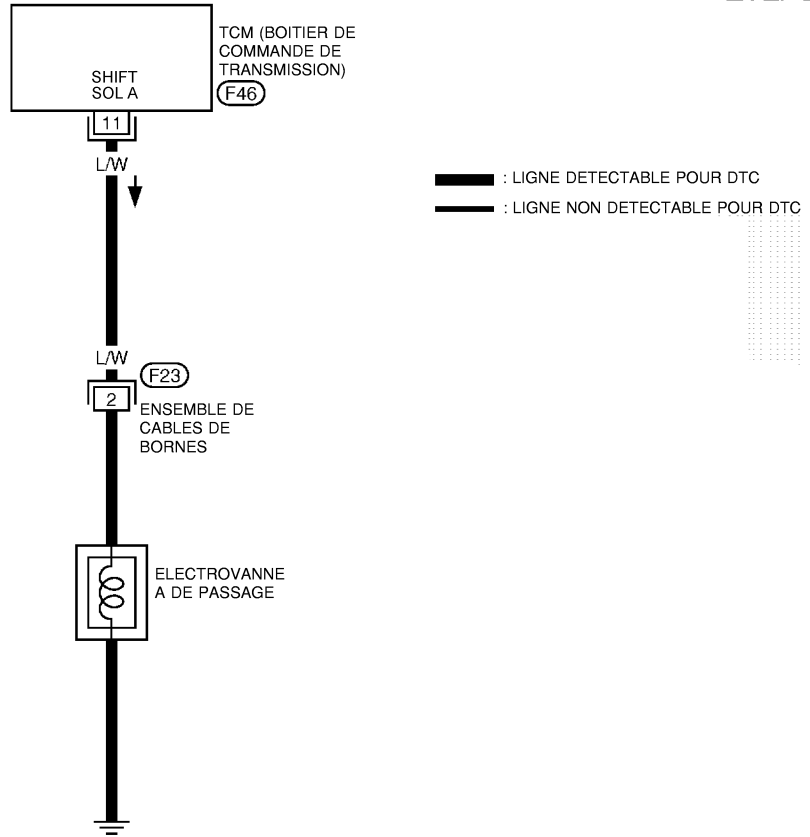 TCM (BOITIER DE
COMMANDE DE
TRANSMISSION)
F46
SHIFT
SOL A
11
L/W
: LIGNE DETECTABLE POUR DTC
: LIGNE NON DETECTABLE POUR DTC
L/W
F23
2
ENSEMBLE DE
CABLES DE
BORNES
ELECTROVANNE
A DE PASSAGE